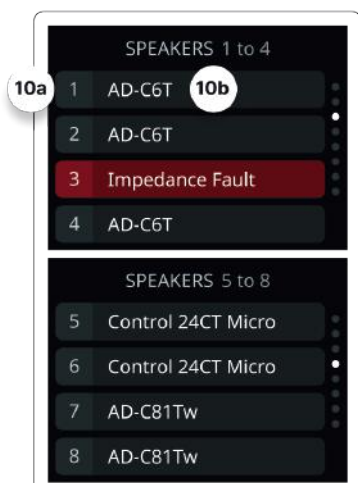 SPEAKERS 1 to 4
10a 1 AD-C6T 10b
2 AD-C6T
3 Impedance Fault
4 AD-C6T
SPEAKERS 5 to 8
5 Control 24CT Micro
6 Control 24CT Micro
7 AD-C81Tw
8 AD-C81Tw